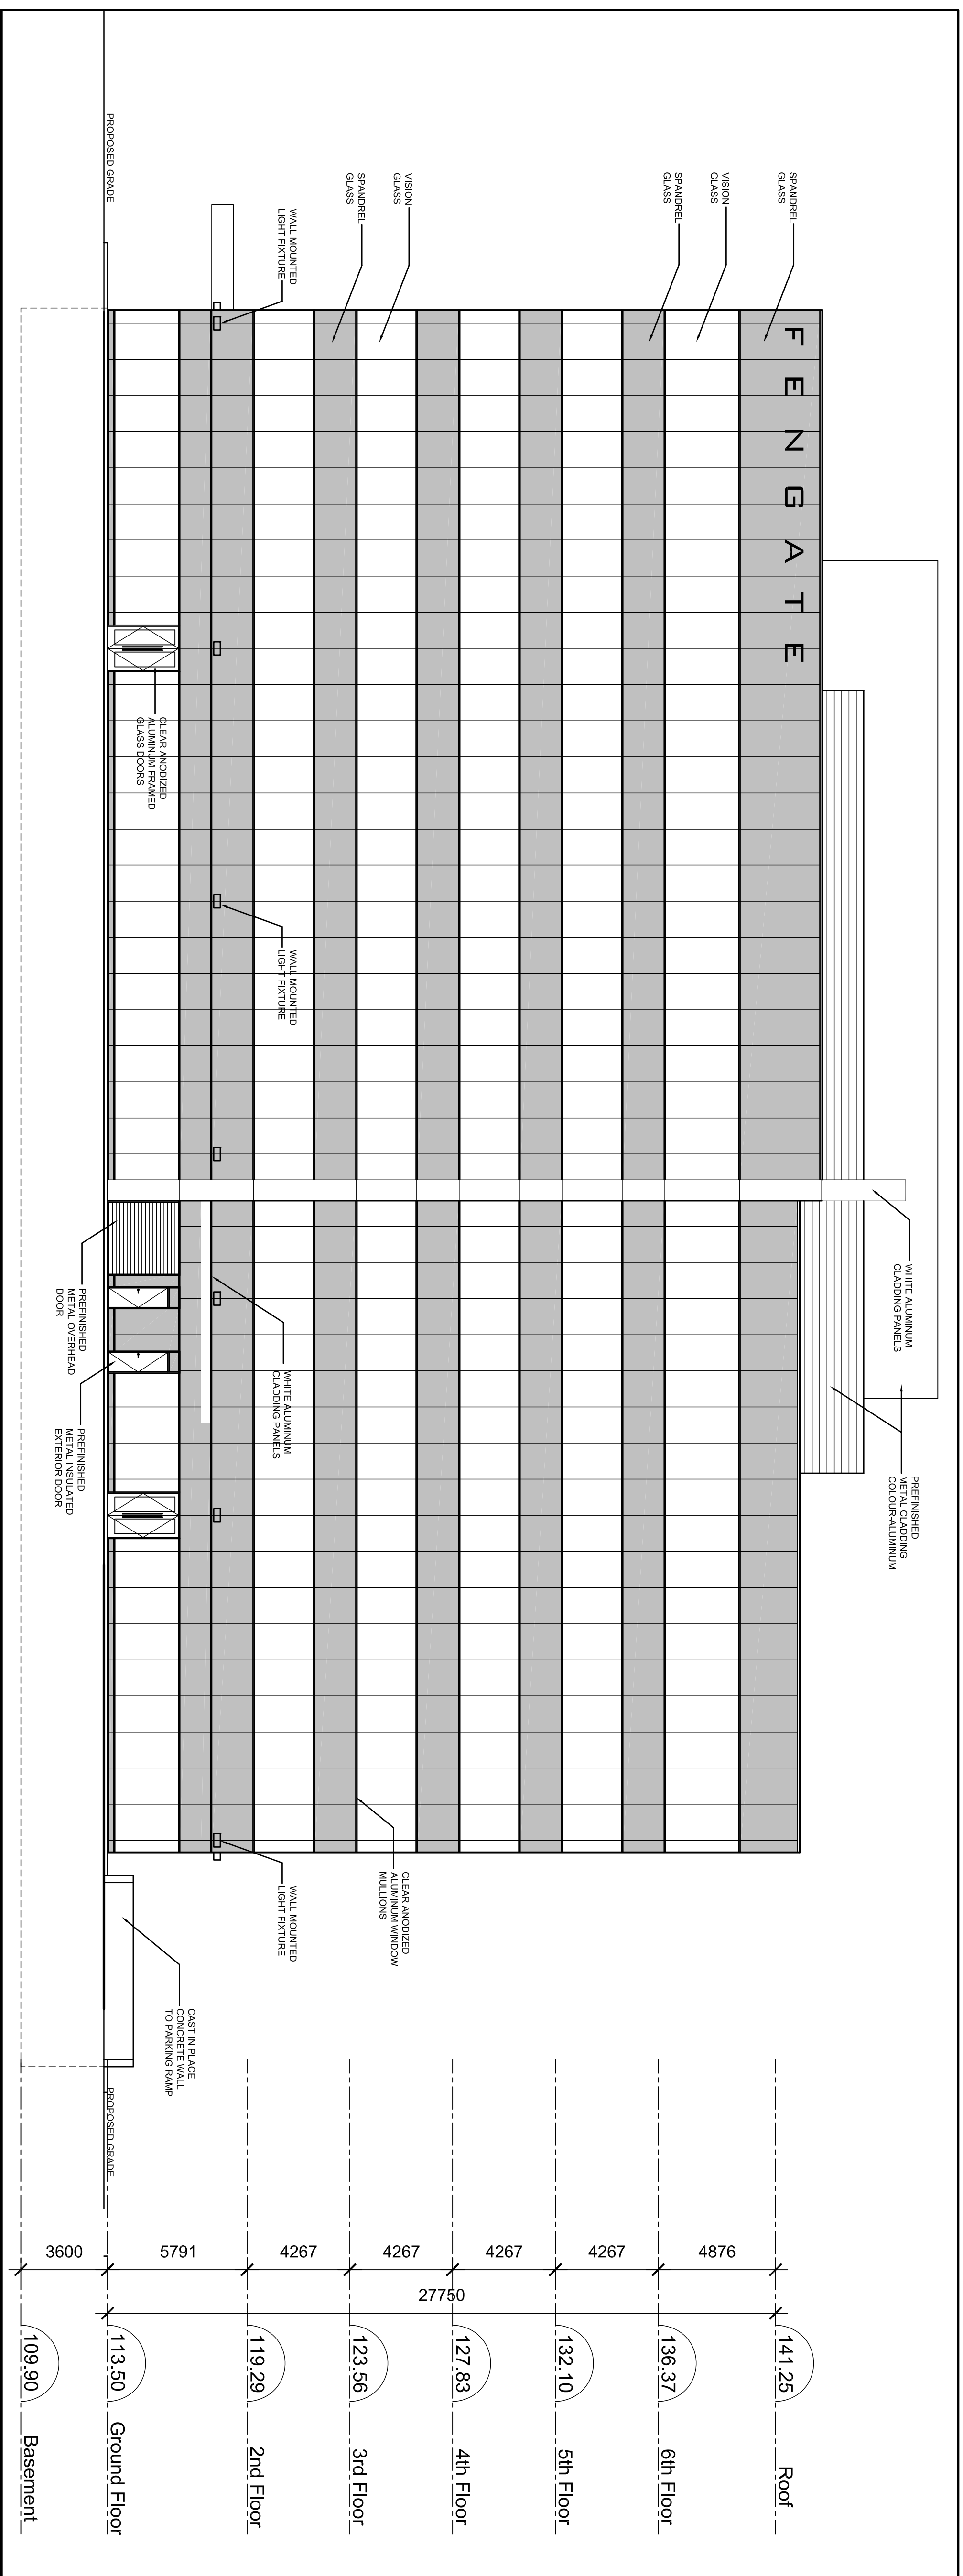 FENGATE
SPANDREL
GLASS
VISION
GLASS
SPANDREL
GLASS
VISION
GLASS
SPANDREL
GLASS
WALL MOUNTED
LIGHT FIXTURE
PROPOSED GRADE
CLEAR ANODIZED
ALUMINUM FRAMED
GLASS DOORS
WALL MOUNTED
LIGHT FIXTURE
WHITE ALUMINUM
CLADDING PANELS
PREFINISHED
METAL CLADDING
COLOUR-ALUMINUM
WHITE ALUMINUM
CLADDING PANELS
PREFINISHED
METAL OVERHEAD
DOOR
PREFINISHED
METAL INSULATED
EXTERIOR DOOR
CLEAR ANODIZED
ALUMINUM WINDOW
MULLIONS
WALL MOUNTED
LIGHT FIXTURE
CAST IN PLACE
CONCRETE WALL
TO PARKING RAMP
PROPOSED GRADE
4876
4267
4267
4267
4267
5791
3600
27750
141.25 Roof
136.37 6th Floor
132.10 5th Floor
127.83 4th Floor
123.56 3rd Floor
119.29 2nd Floor
113.50 Ground Floor
109.90 Basement